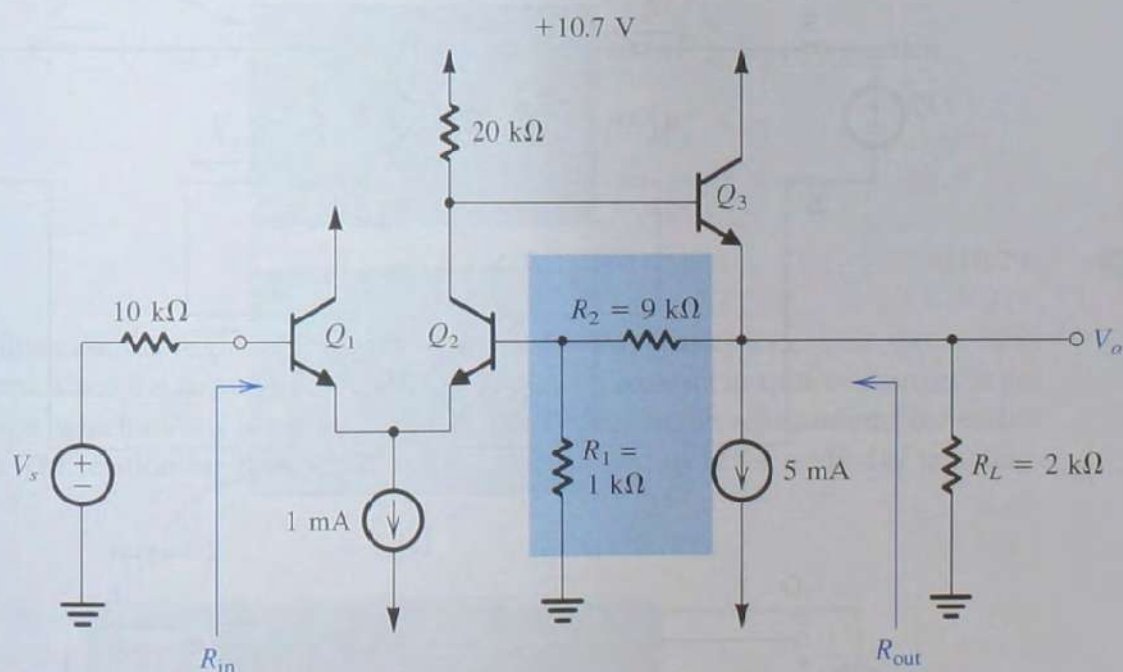 +10.7 V
20 kΩ
Q3
10 kΩ
R2 = 9 kΩ
Q1
Q2
Vo
Vs
+
−
R1 =
1 kΩ
5 mA
RL = 2 kΩ
1 mA
Rin
Rout